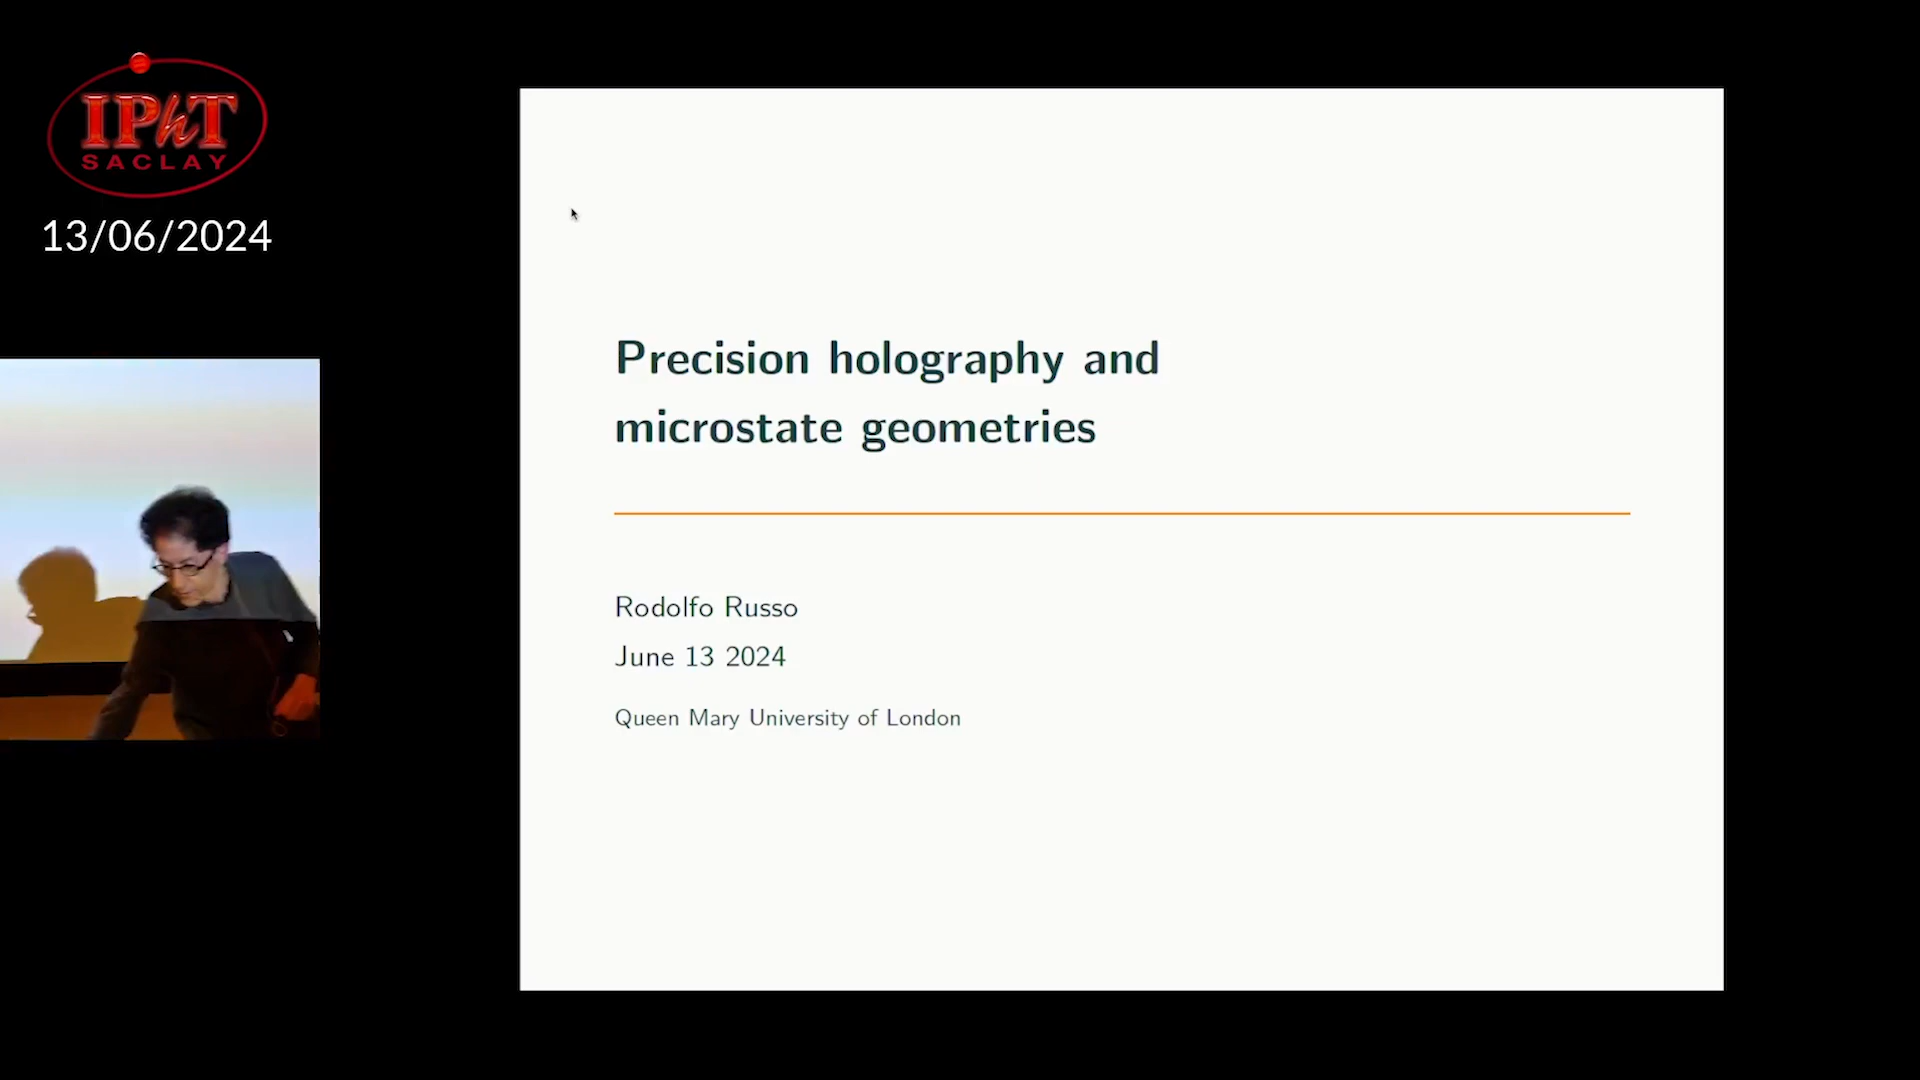 IPhT
SACLAY
13/06/2024
Precision holography and
microstate geometries
Rodolfo Russo
June 13 2024
Queen Mary University of London